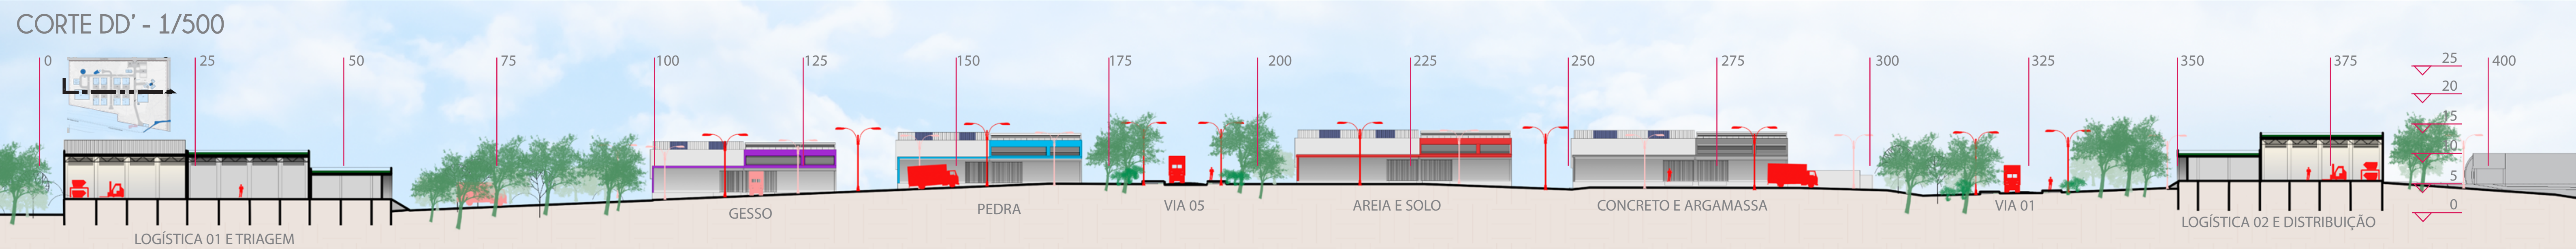 CORTE DD' - 1/500
0 25 50 75 100 125 150 175 200 225 250 275 300 325 350 375 400
25
20
15
10
5
0
GESSO
PEDRA
VIA 05
AREIA E SOLO
CONCRETO E ARGAMASSA
VIA 01
LOGÍSTICA 02 E DISTRIBUIÇÃO
LOGÍSTICA 01 E TRIAGEM